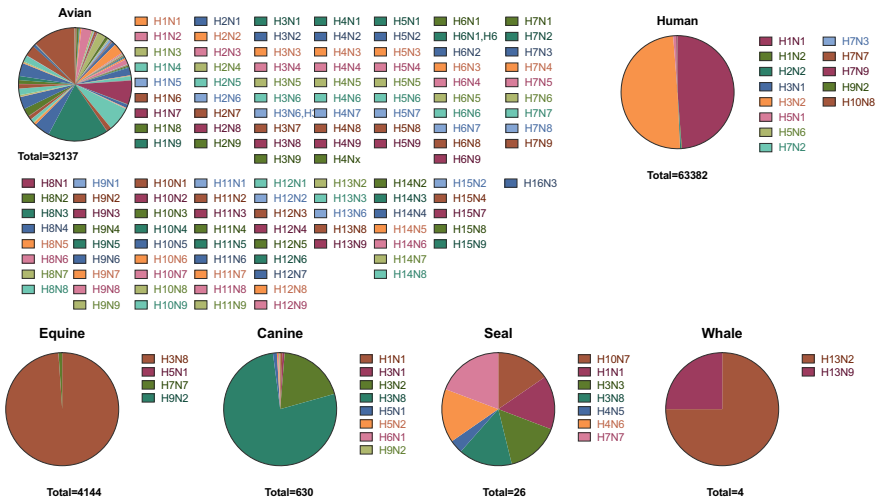 Avian
Total=32137
H1N1
H1N2
H1N3
H1N4
H1N5
H1N6
H1N7
H1N8
H1N9
H2N1
H2N2
H2N3
H2N4
H2N5
H2N6
H2N7
H2N8
H2N9
H3N1
H3N2
H3N3
H3N4
H3N5
H3N6
H3N6,H3
H3N7
H3N8
H3N9
H4N1
H4N2
H4N3
H4N4
H4N5
H4N6
H4N7
H4N8
H4N9
H4Nx
H5N1
H5N2
H5N3
H5N4
H5N5
H5N6
H5N7
H5N8
H5N9
H6N1
H6N1,H6
H6N2
H6N3
H6N4
H6N5
H6N6
H6N7
H6N8
H6N9
H7N1
H7N2
H7N3
H7N4
H7N5
H7N6
H7N7
H7N8
H7N9
H8N1
H8N2
H8N3
H8N4
H8N5
H8N6
H8N7
H8N8
H9N1
H9N2
H9N3
H9N4
H9N5
H9N6
H9N7
H9N8
H9N9
H10N1
H10N2
H10N3
H10N4
H10N5
H10N6
H10N7
H10N8
H10N9
H11N1
H11N2
H11N3
H11N4
H11N5
H11N6
H11N7
H11N8
H11N9
H12N1
H12N2
H12N3
H12N4
H12N5
H12N6
H12N7
H12N8
H12N9
H13N2
H13N3
H13N6
H13N8
H13N9
H14N2
H14N3
H14N4
H14N5
H14N6
H14N7
H14N8
H15N2
H15N4
H15N7
H15N9
H16N3
Human
Total=63382
H1N1
H1N2
H2N2
H3N1
H3N2
H5N1
H5N6
H7N2
H7N3
H7N7
H7N9
H9N2
H10N8
Equine
Total=4144
H3N8
H5N1
H7N7
H9N2
Canine
Total=630
H1N1
H3N1
H3N2
H3N8
H5N1
H5N2
H6N1
H9N2
Seal
Total=26
H10N7
H1N1
H3N3
H3N8
H4N5
H4N6
H7N7
Whale
Total=4
H13N2
H13N9